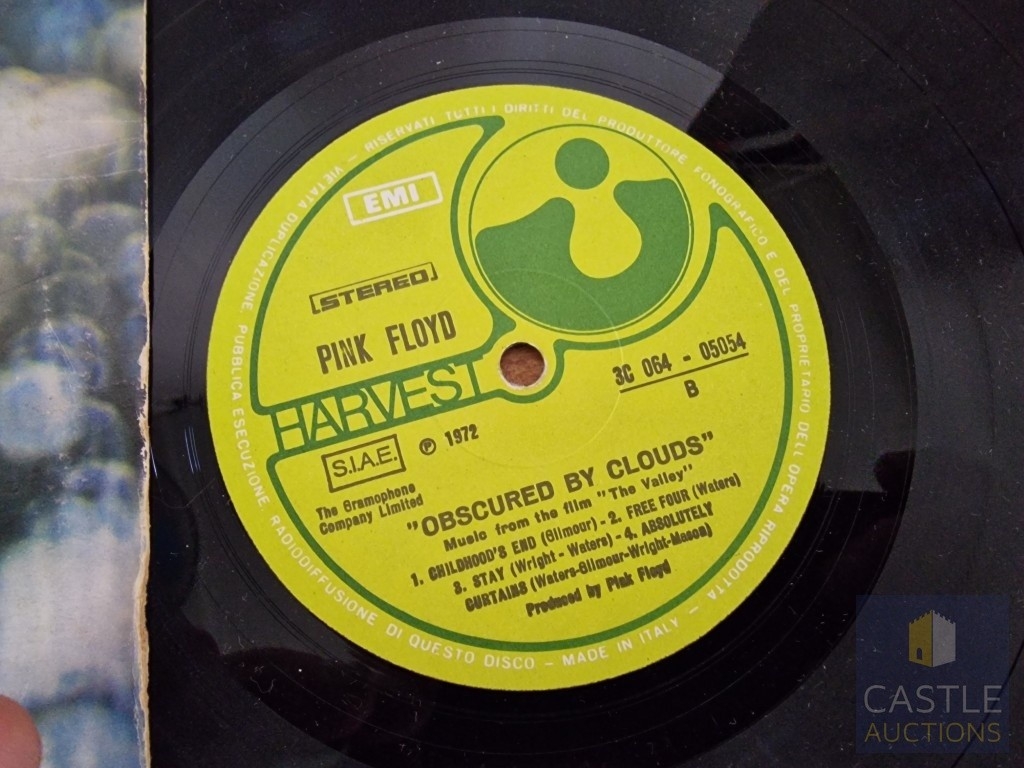 VIETATA DUPLICAZIONE, PUBBLICA ESECUZIONE, RADIODIFFUSIONE DI QUESTO DISCO – MADE IN ITALY – RISERVATI TUTTI I DIRITTI DEL PRODUTTORE FONOGRAFICO E DEL PROPRIETARIO DELL'OPERA RIPRODOTTA –
EMI
STEREO
PINK FLOYD
HARVEST
3C 064 - 05054
B
S.I.A.E.
℗ 1972
The Gramophone
Company Limited
"OBSCURED BY CLOUDS"
Music from the film "The Valley"
1. CHILDHOOD'S END (Gilmour) - 2. FREE FOUR (Waters)
3. STAY (Wright - Waters) - 4. ABSOLUTELY
CURTAINS (Waters-Gilmour-Wright-Mason)
Produced by Pink Floyd
CASTLE
AUCTIONS